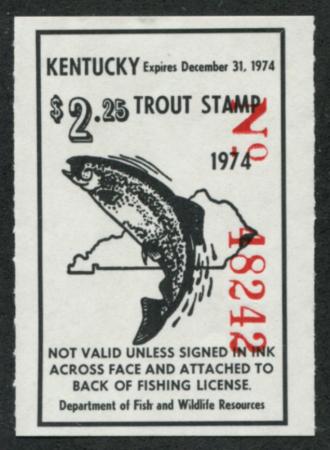 KENTUCKY Expires December 31, 1974
$2.25 TROUT STAMP
1974
No. 48242
NOT VALID UNLESS SIGNED IN INK
ACROSS FACE AND ATTACHED TO
BACK OF FISHING LICENSE.
Department of Fish and Wildlife Resources